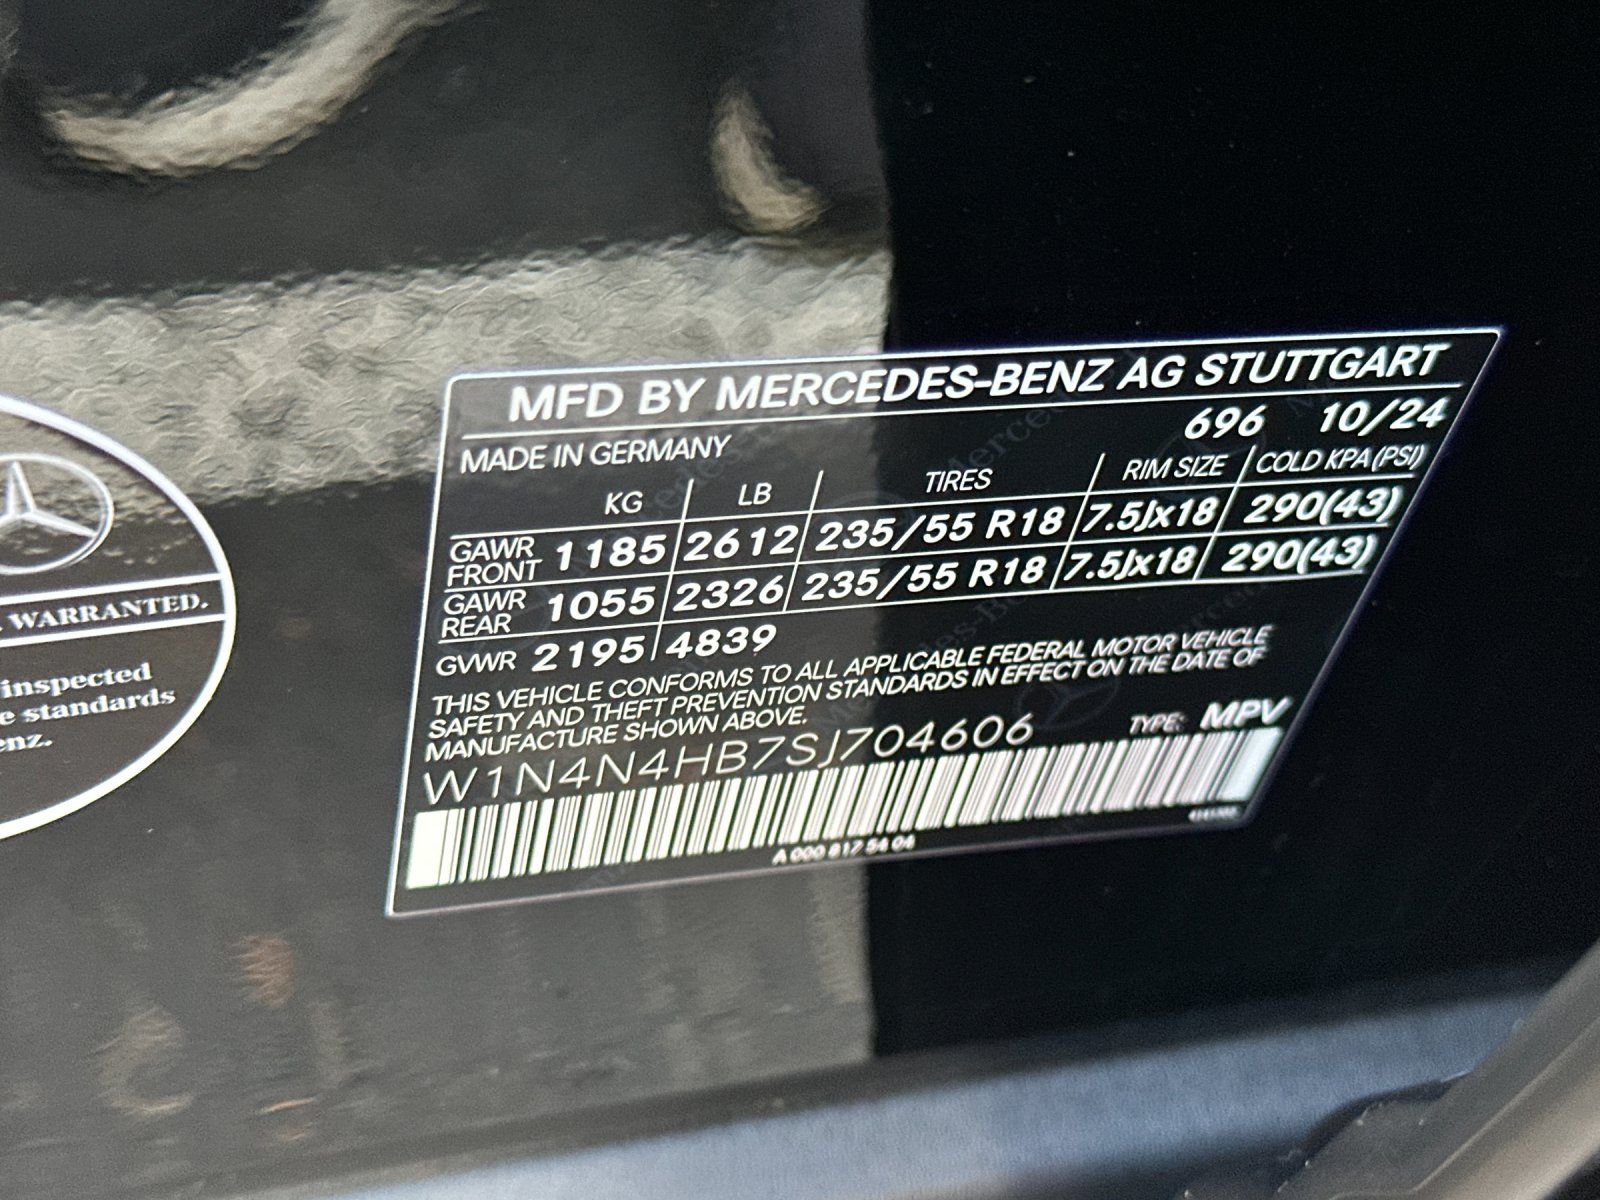 WARRANTED.
inspected
standards
MFD BY MERCEDES-BENZ AG STUTTGART
696 10/24
MADE IN GERMANY
KG LB TIRES RIM SIZE COLD KPA (PSI)
GAWR FRONT 1185 2612 235/55 R18 7.5Jx18 290(43)
GAWR REAR 1055 2326 235/55 R18 7.5Jx18 290(43)
GVWR 2195 4839
THIS VEHICLE CONFORMS TO ALL APPLICABLE FEDERAL MOTOR VEHICLE
SAFETY AND THEFT PREVENTION STANDARDS IN EFFECT ON THE DATE OF
MANUFACTURE SHOWN ABOVE.
W1N4N4HB7SJ704606 TYPE: MPV
A 000 817 54 04